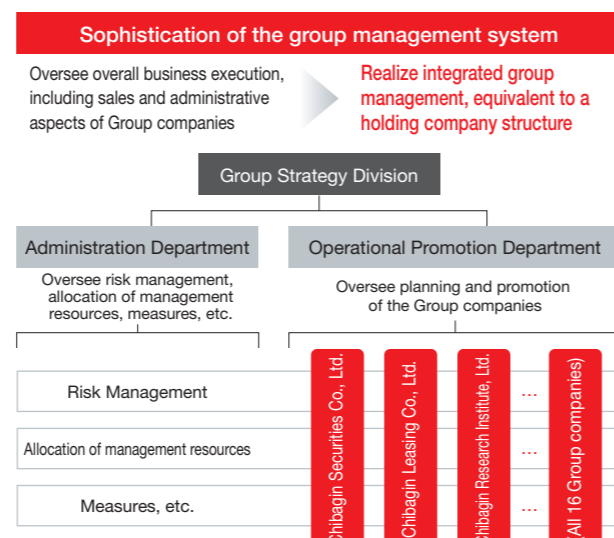 Sophistication of the group management system
Oversee overall business execution,
including sales and administrative
aspects of Group companies
Realize integrated group
management, equivalent to a
holding company structure
Group Strategy Division
Administration Department
Operational Promotion Department
Oversee risk management,
allocation of management
resources, measures, etc.
Oversee planning and promotion
of the Group companies
Risk Management
Allocation of management resources
Measures, etc.
Chibagin Securities Co., Ltd.
Chibagin Leasing Co., Ltd.
Chibagin Research Institute, Ltd.
...
...
...
(All 16 Group companies)